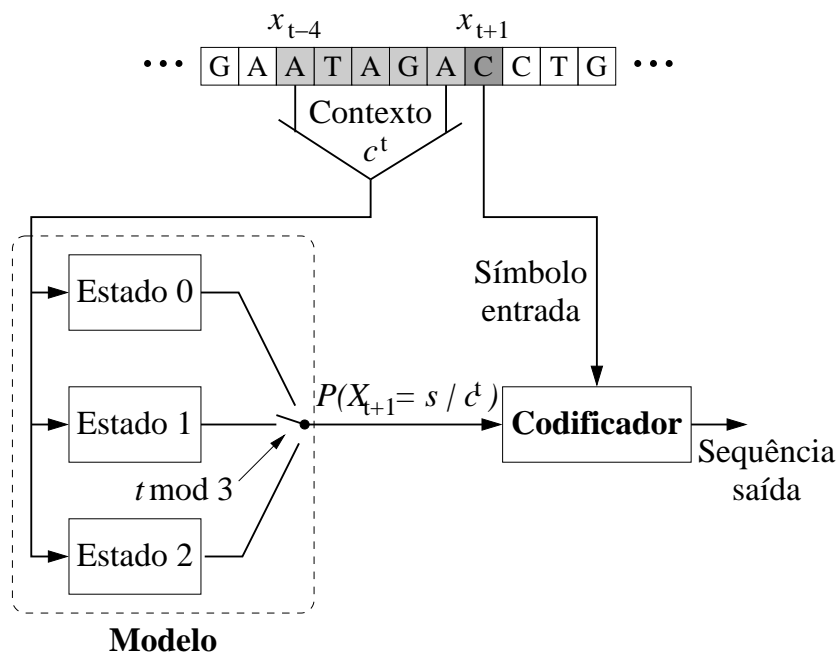 x t–4 x t+1
... G A A T A G A C C T G ...
Contexto
c t
Símbolo
entrada
Estado 0
P(X t+1 = s / c t )
Estado 1
Codificador
t mod 3
Sequência
saída
Estado 2
Modelo